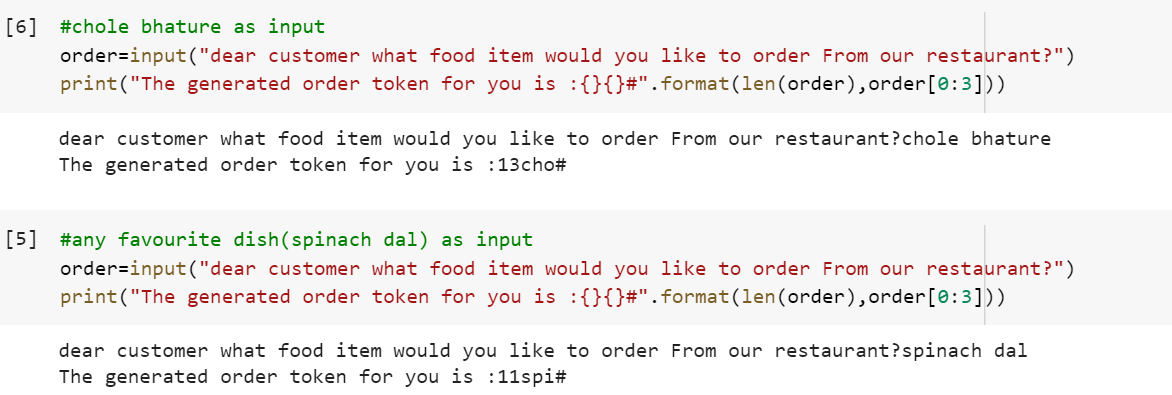 [6] #chole bhature as input
order=input("dear customer what food item would you like to order From our restaurant?")
print("The generated order token for you is :{}{}#".format(len(order),order[0:3]))
dear customer what food item would you like to order From our restaurant?chole bhature
The generated order token for you is :13cho#
[5] #any favourite dish(spinach dal) as input
order=input("dear customer what food item would you like to order From our restaurant?")
print("The generated order token for you is :{}{}#".format(len(order),order[0:3]))
dear customer what food item would you like to order From our restaurant?spinach dal
The generated order token for you is :11spi#